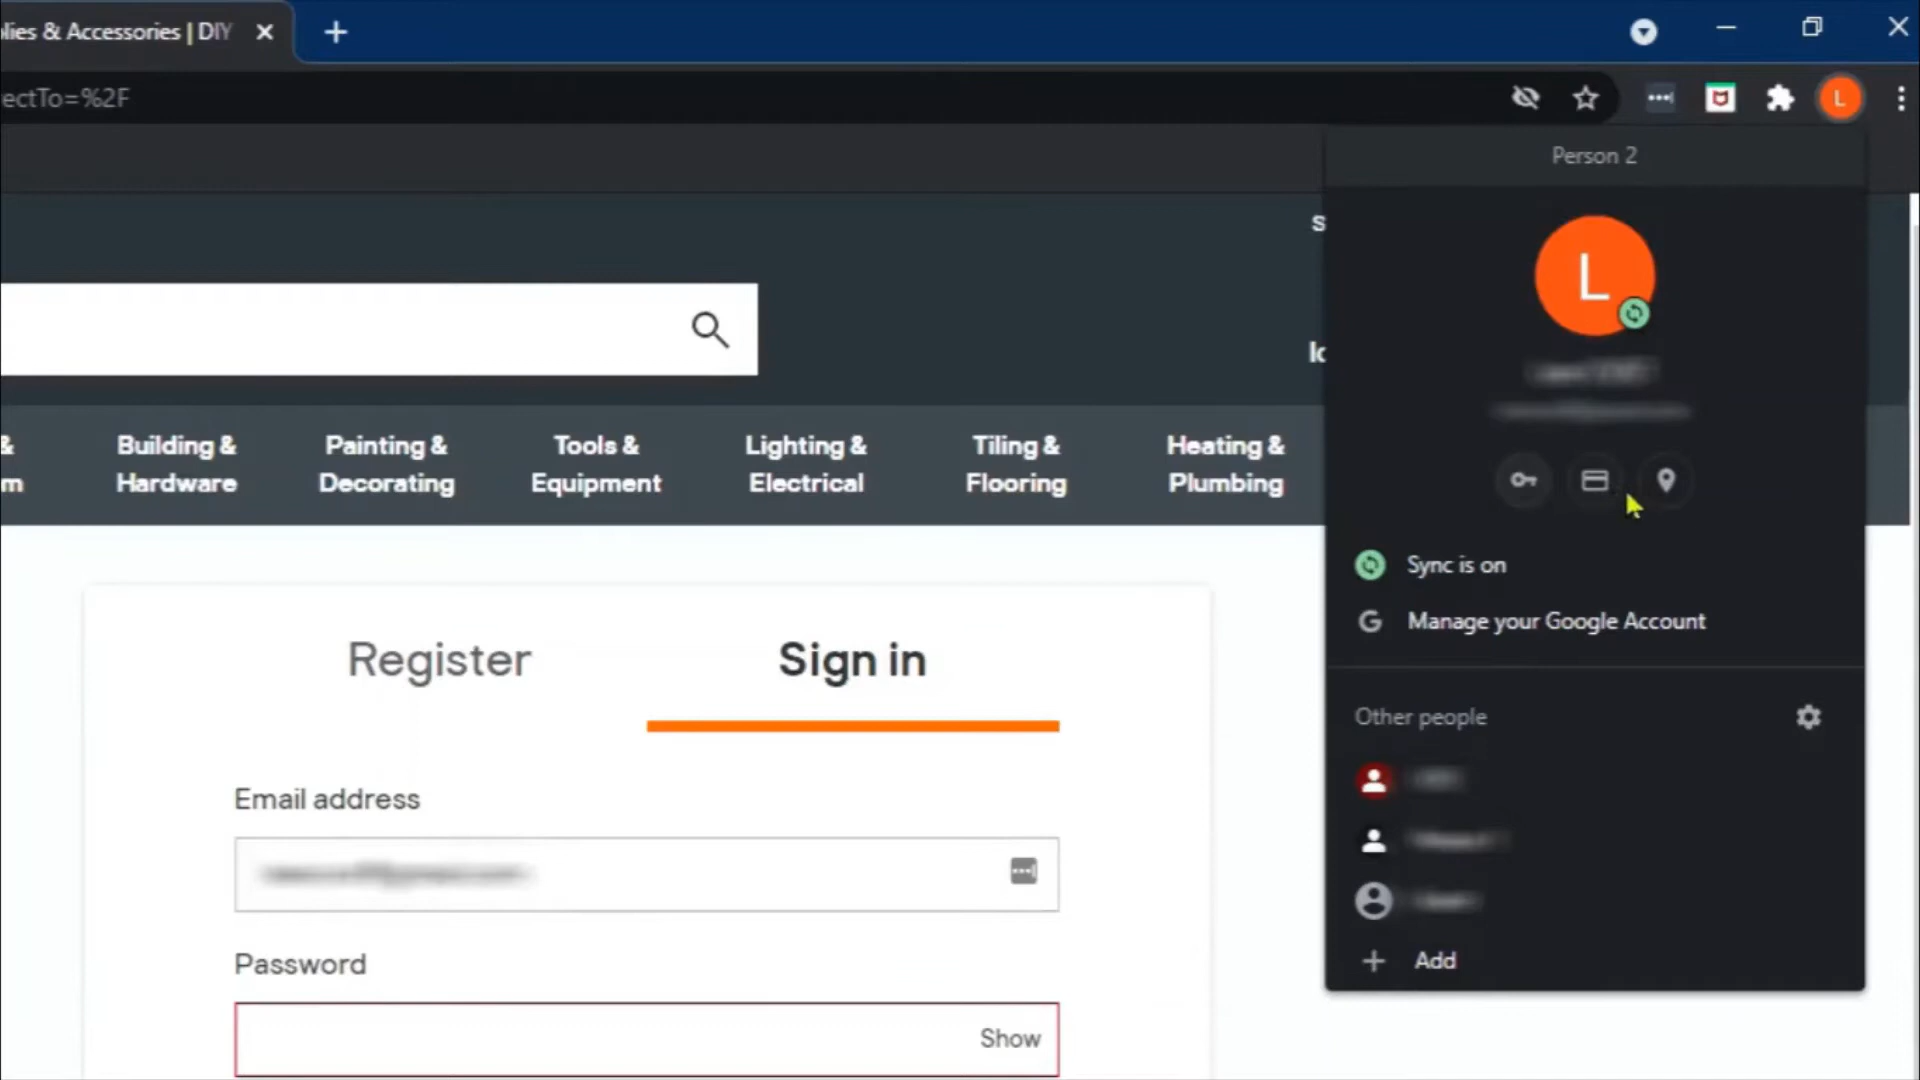 lies & Accessories | DIY
ectTo=%2F
L
Person 2
L
s
lo
&
m
Building &
Hardware
Painting &
Decorating
Tools &
Equipment
Lighting &
Electrical
Tiling &
Flooring
Heating &
Plumbing
Sync is on
G Manage your Google Account
Register
Sign in
Other people
Email address
Password
Show
Add